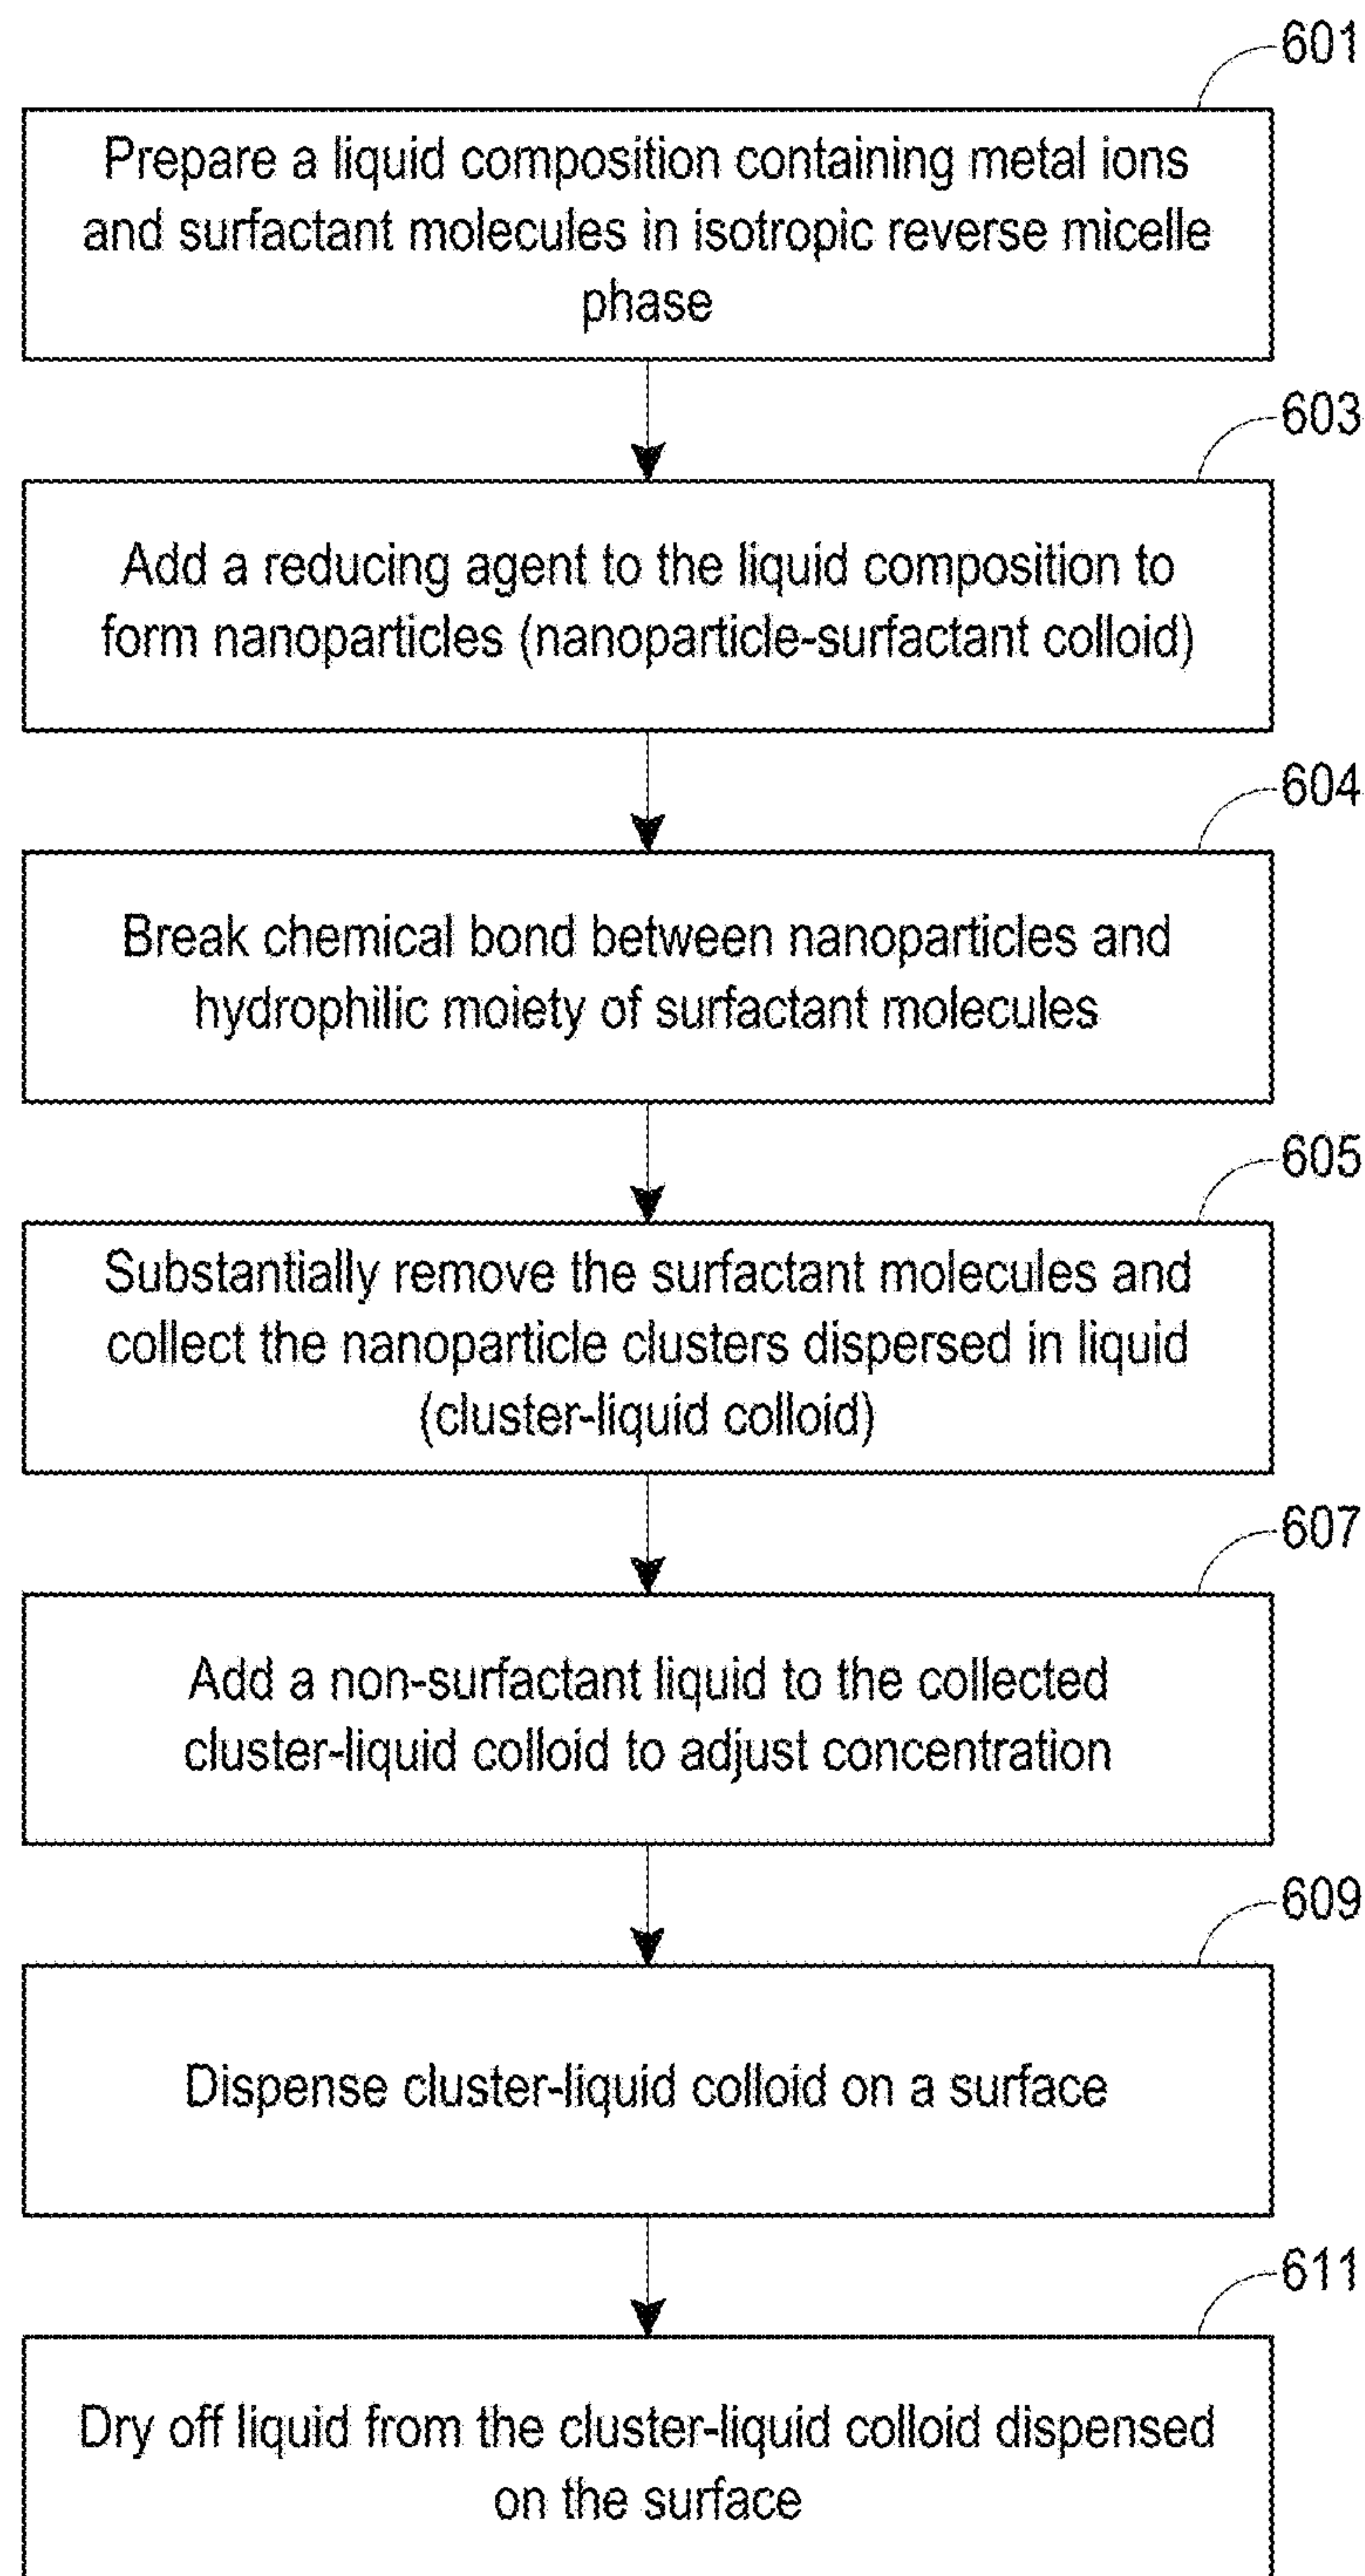 601
Prepare a liquid composition containing metal ions
and surfactant molecules in isotropic reverse micelle
phase
603
Add a reducing agent to the liquid composition to
form nanoparticles (nanoparticle-surfactant colloid)
604
Break chemical bond between nanoparticles and
hydrophilic moiety of surfactant molecules
605
Substantially remove the surfactant molecules and
collect the nanoparticle clusters dispersed in liquid
(cluster-liquid colloid)
607
Add a non-surfactant liquid to the collected
cluster-liquid colloid to adjust concentration
609
Dispense cluster-liquid colloid on a surface
611
Dry off liquid from the cluster-liquid colloid dispensed
on the surface